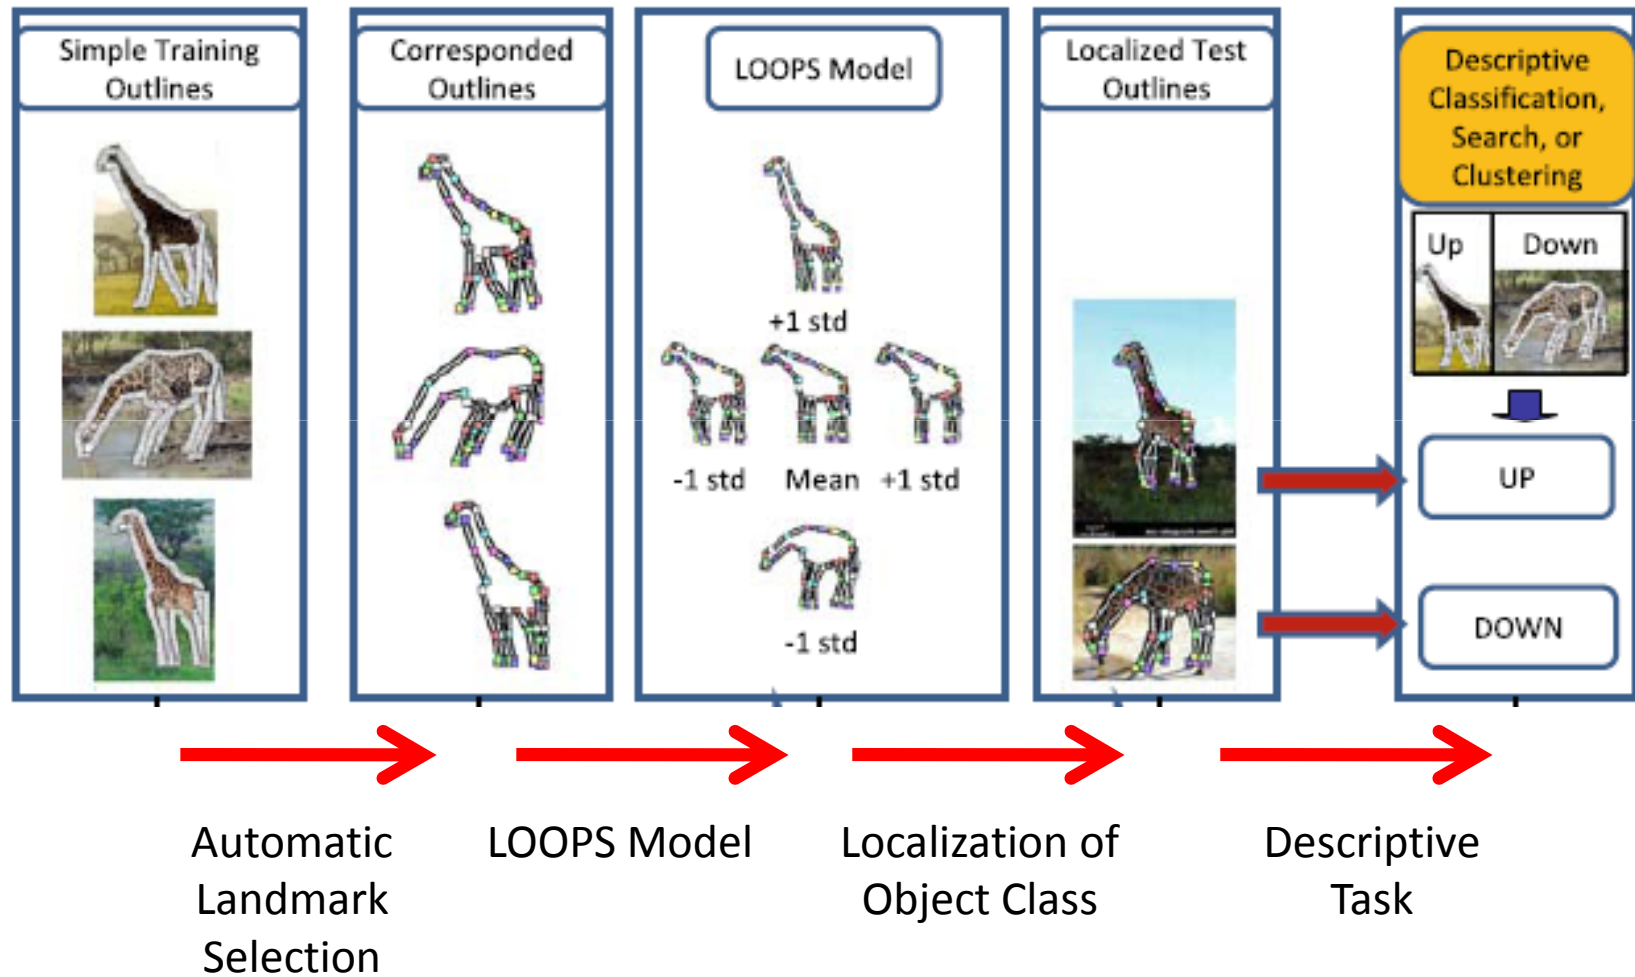 Simple Training
Outlines
Corresponded
Outlines
LOOPS Model
Localized Test
Outlines
Descriptive
Classification,
Search, or
Clustering
Up
Down
+1 std
-1 std
Mean
+1 std
-1 std
UP
DOWN
Automatic
Landmark
Selection
LOOPS Model
Localization of
Object Class
Descriptive
Task